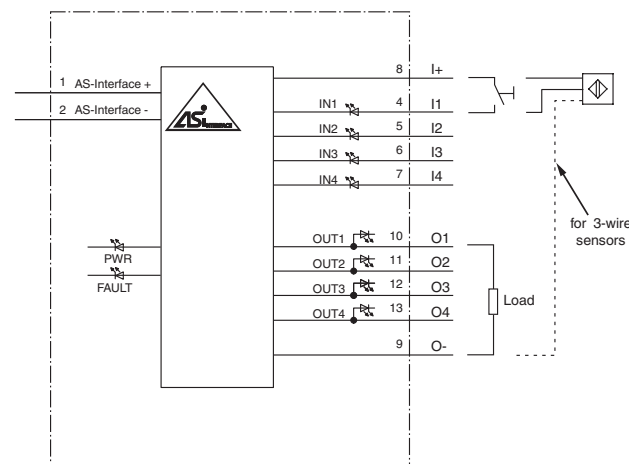 8 I+
1 AS-Interface +
IN1 4 I1
2 AS-Interface -
ASi INTERFACE
IN2 5 I2
IN3 6 I3
IN4 7 I4
for 3-wire
sensors
OUT1 10 O1
PWR
OUT2 11 O2
FAULT
OUT3 12 O3
Load
OUT4 13 O4
9 O-